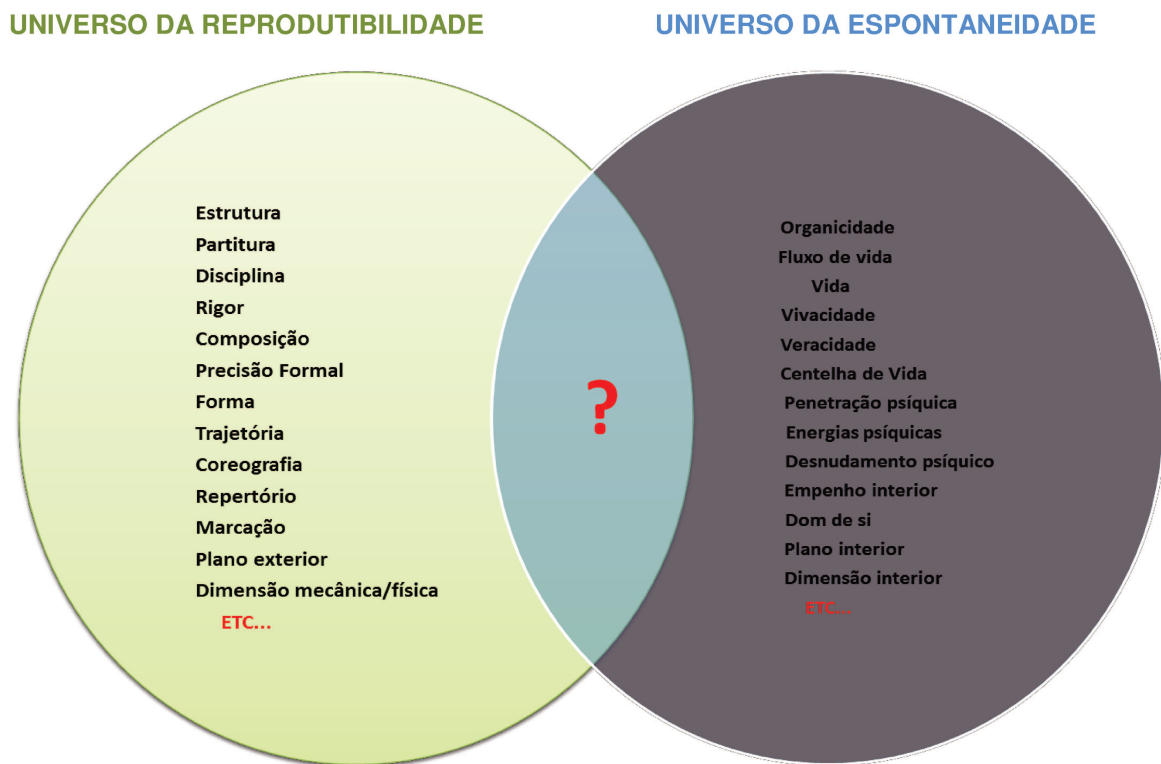 UNIVERSO DA REPRODUTIBILIDADE
UNIVERSO DA ESPONTANEIDADE
Estrutura
Partitura
Disciplina
Rigor
Composição
Precisão Formal
Forma
Trajetória
Coreografia
Repertório
Marcação
Plano exterior
Dimensão mecânica/física
ETC...
?
Organicidade
Fluxo de vida
Vida
Vivacidade
Veracidade
Centelha de Vida
Penetração psíquica
Energias psíquicas
Desnudamento psíquico
Empenho interior
Dom de si
Plano interior
Dimensão interior
ETC...